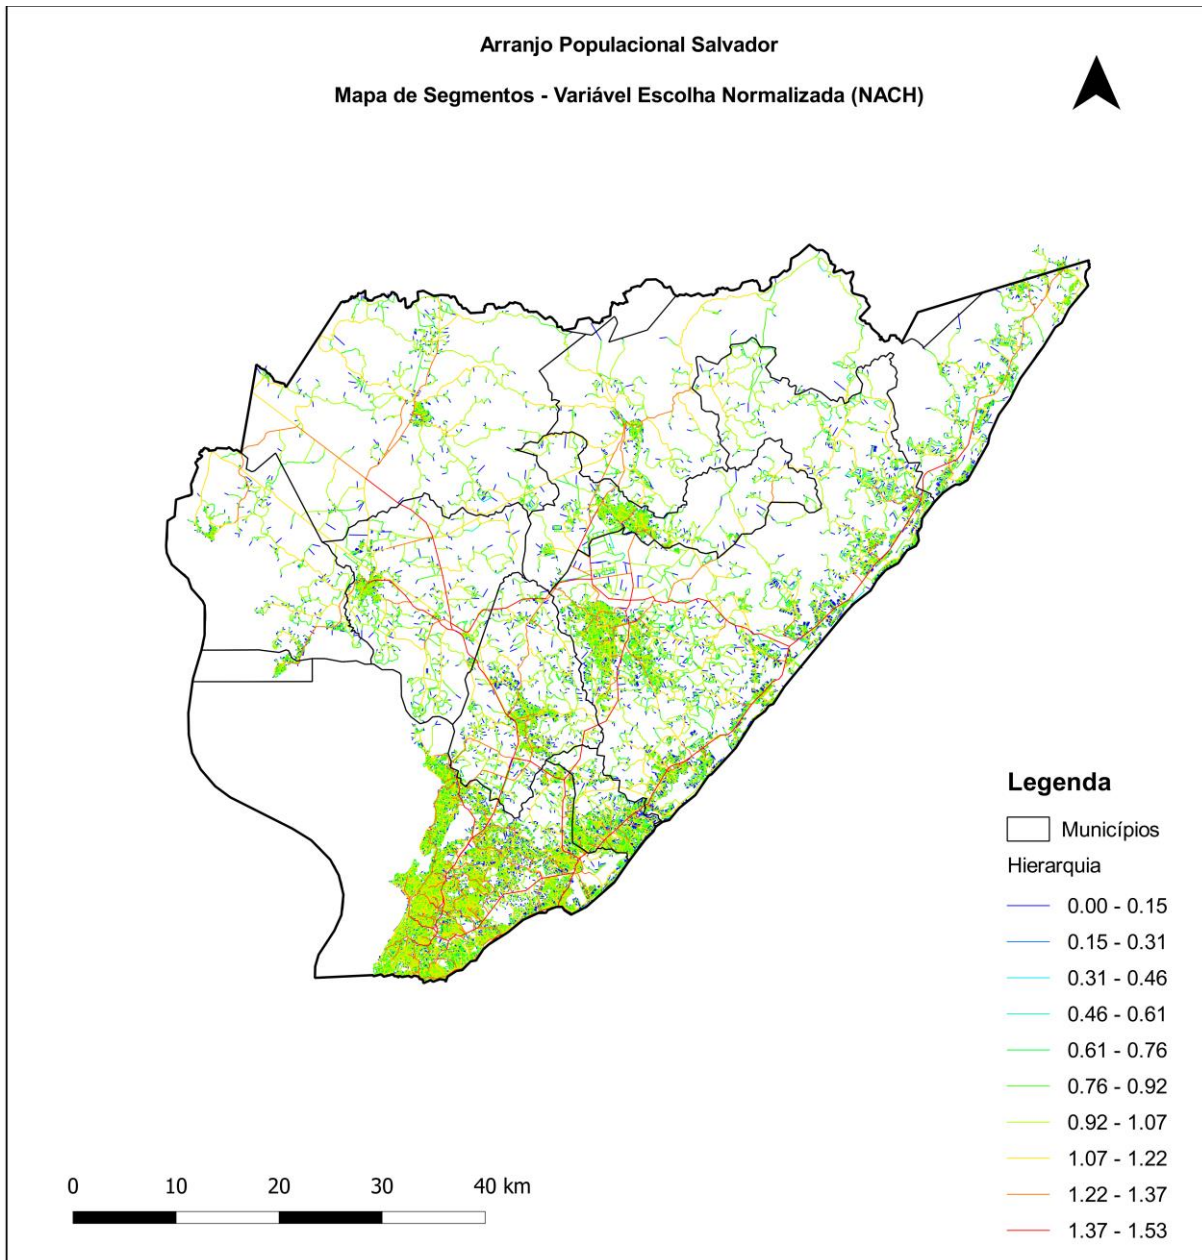 Arranjo Populacional Salvador
Mapa de Segmentos - Variável Escolha Normalizada (NACH)
Legenda
Municípios
Hierarquia
0.00 - 0.15
0.15 - 0.31
0.31 - 0.46
0.46 - 0.61
0.61 - 0.76
0.76 - 0.92
0.92 - 1.07
1.07 - 1.22
1.22 - 1.37
1.37 - 1.53
0 10 20 30 40 km